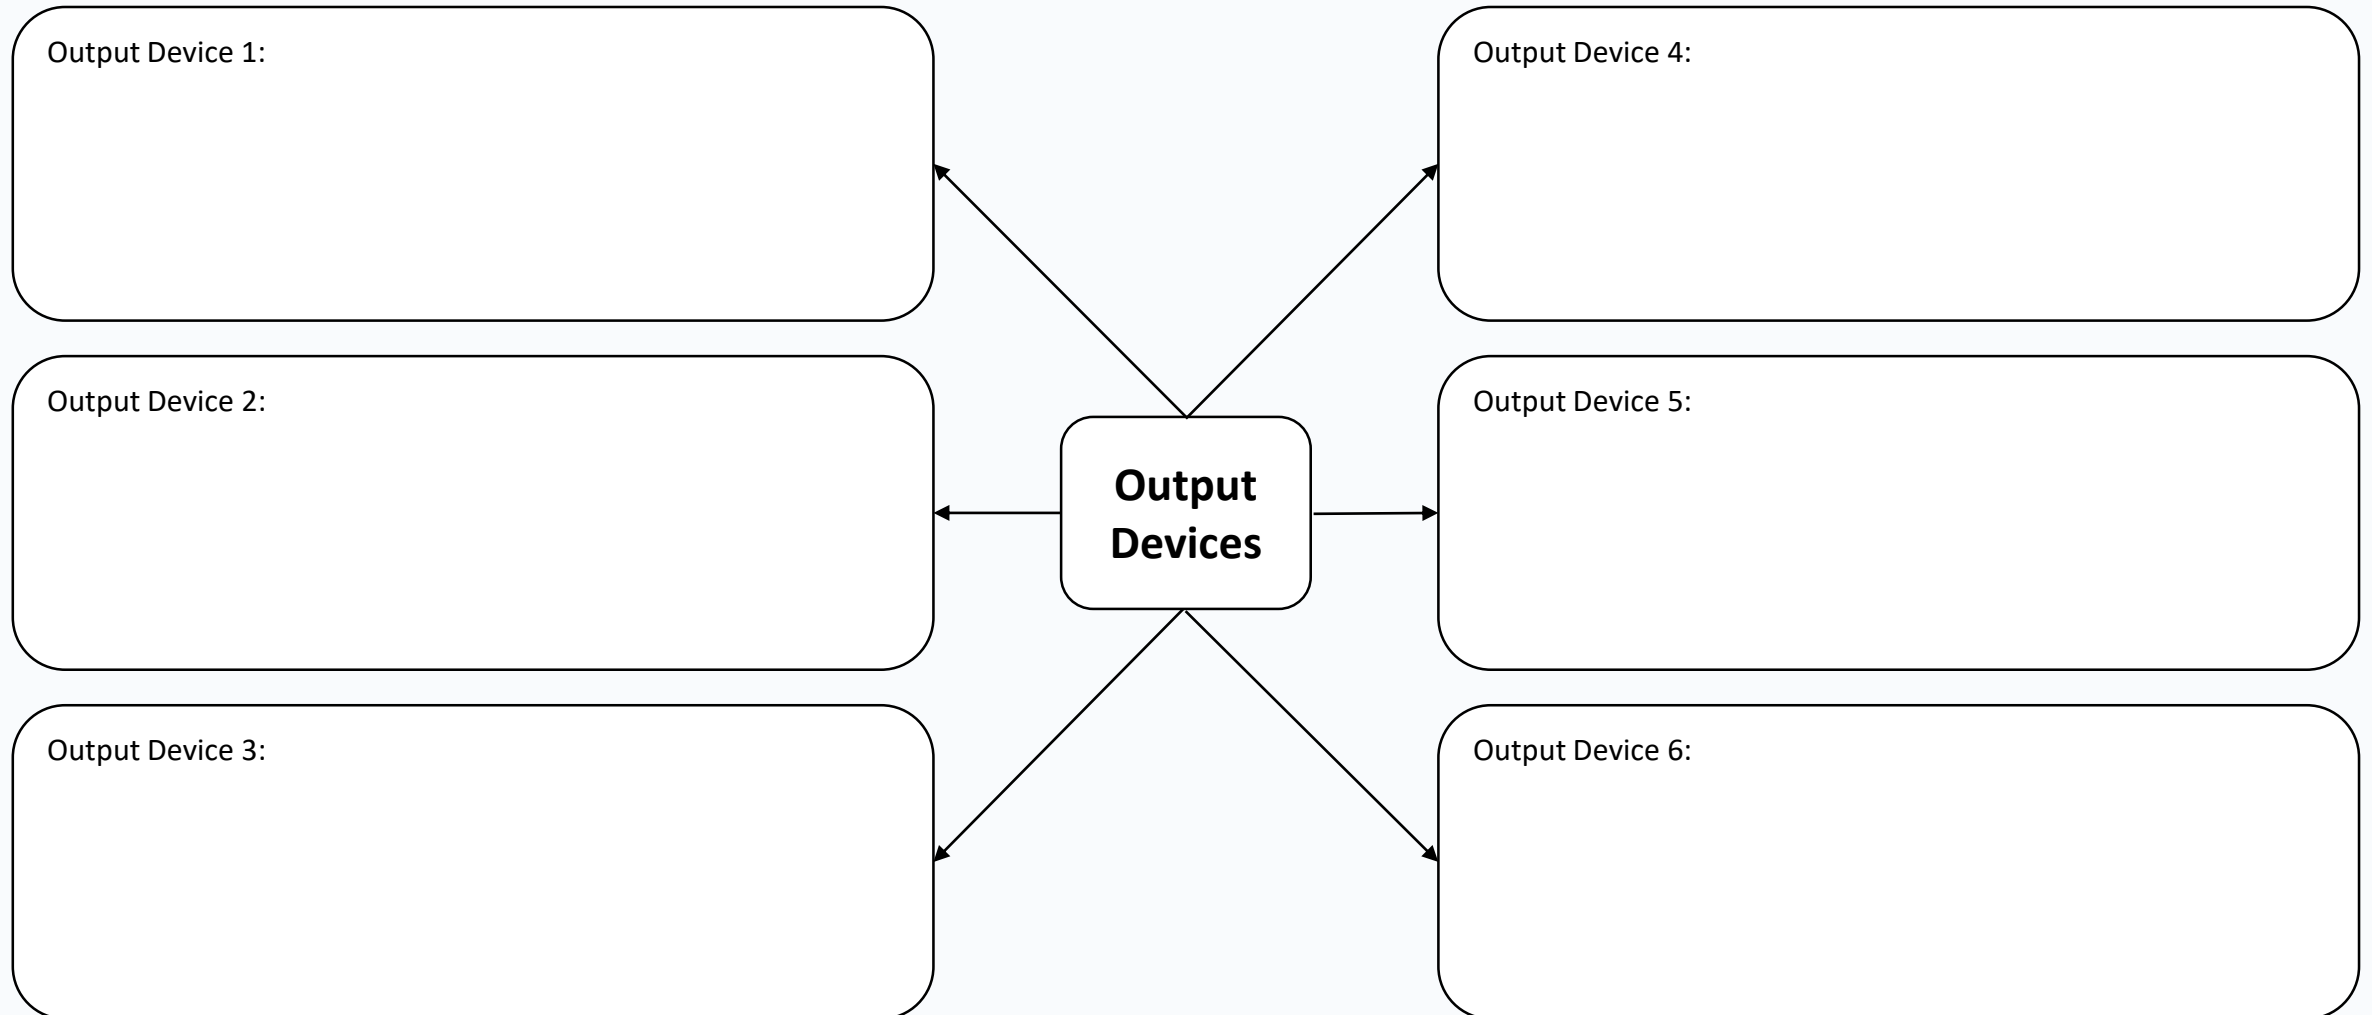 Output Device 1:
Output Device 4:
Output Device 2:
Output Device 5:
Output
Devices
Output Device 3:
Output Device 6: